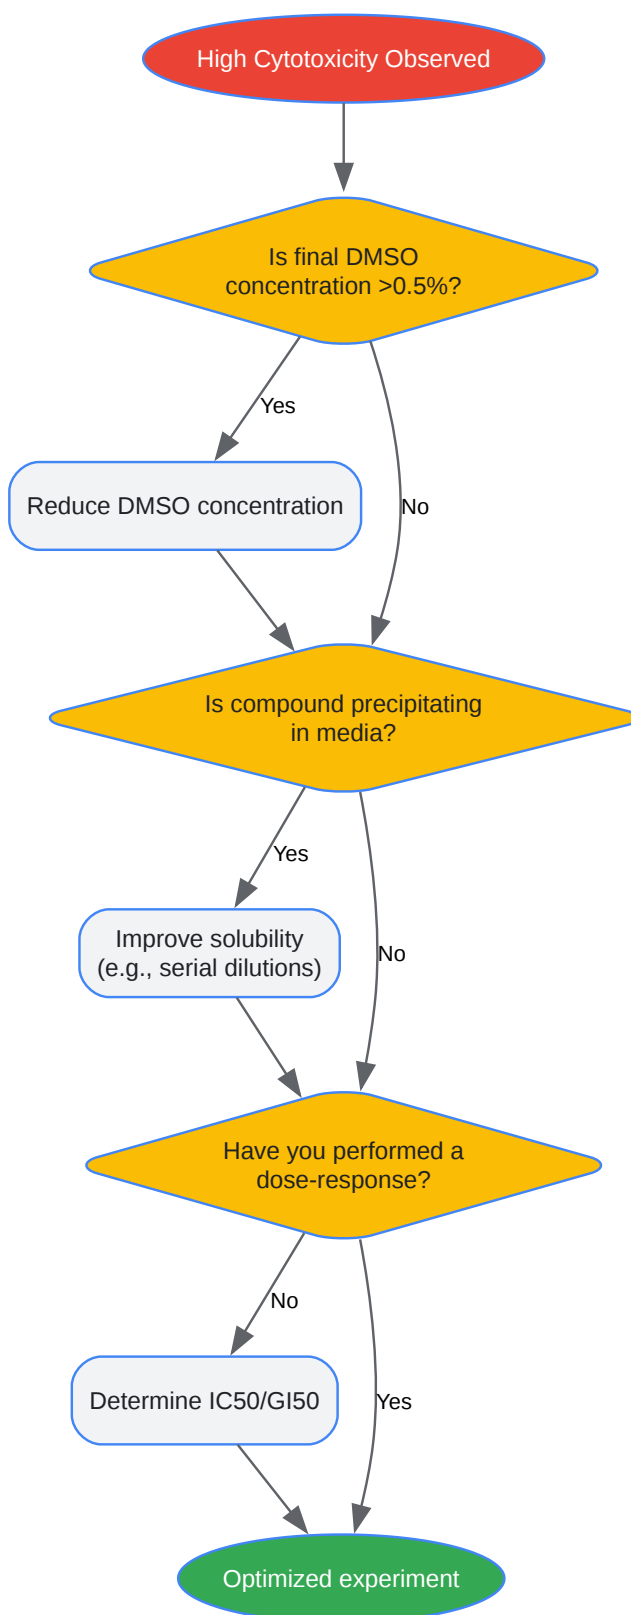 High Cytotoxicity Observed
Is final DMSO
concentration >0.5%?
Yes
Reduce DMSO concentration
No
Is compound precipitating
in media?
Yes
Improve solubility
(e.g., serial dilutions)
No
Have you performed a
dose-response?
No
Determine IC50/GI50
Yes
Optimized experiment